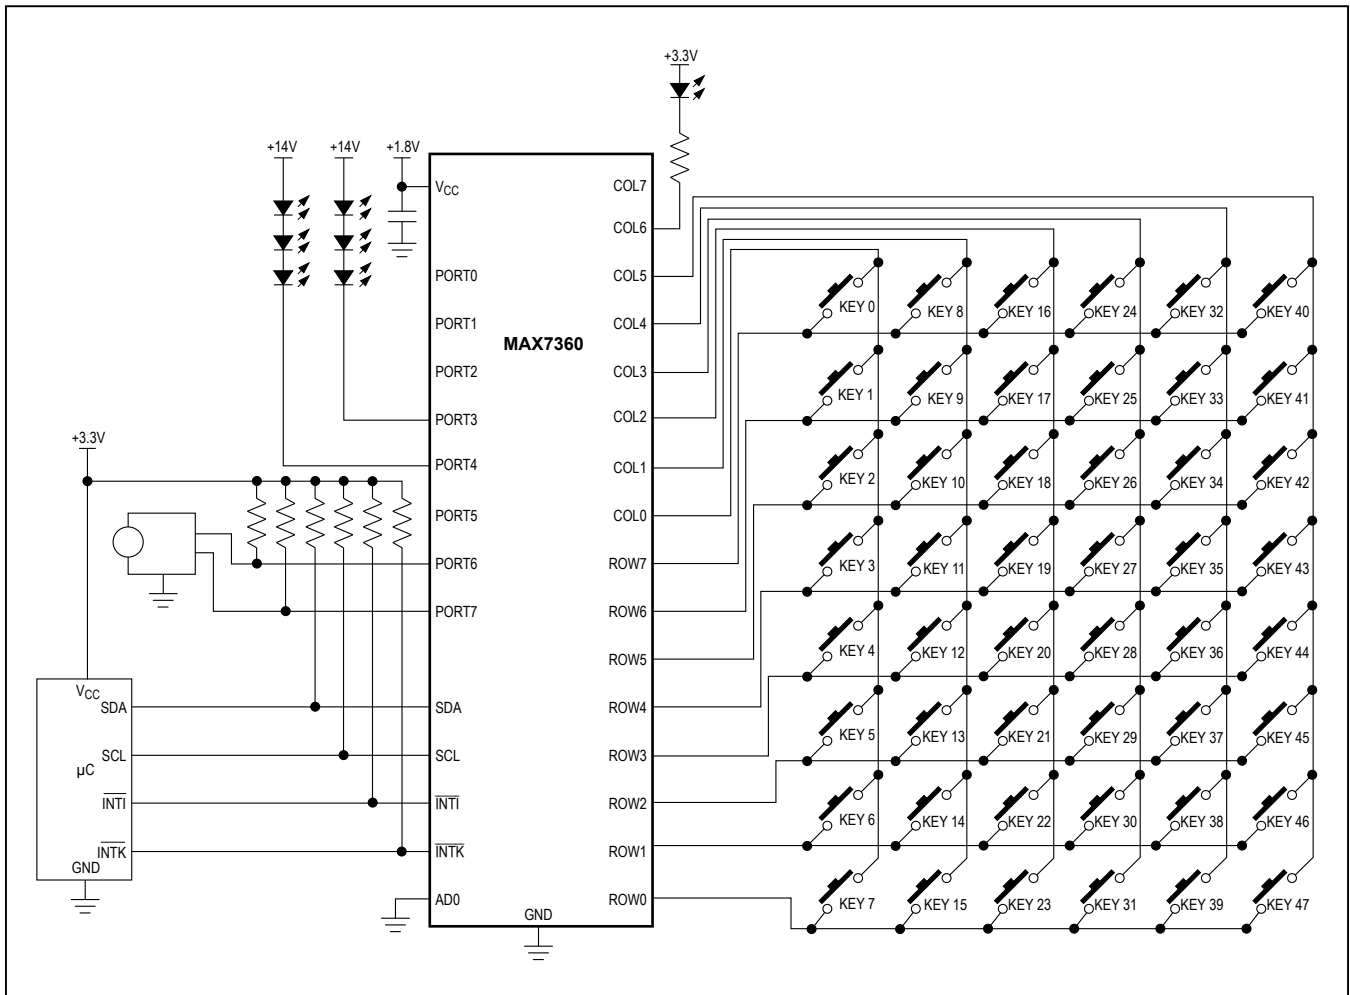 +3.3V
+14V +14V +1.8V
VCC
PORT0
PORT1
PORT2
PORT3
PORT4
PORT5
PORT6
PORT7
SDA
SCL
INTI
INTK
AD0
MAX7360
GND
COL7
COL6
COL5
COL4
COL3
COL2
COL1
COL0
ROW7
ROW6
ROW5
ROW4
ROW3
ROW2
ROW1
ROW0
+3.3V
VCC
SDA
SCL
µC
INTI
INTK
GND
KEY 0 KEY 8 KEY 16 KEY 24 KEY 32 KEY 40
KEY 1 KEY 9 KEY 17 KEY 25 KEY 33 KEY 41
KEY 2 KEY 10 KEY 18 KEY 26 KEY 34 KEY 42
KEY 3 KEY 11 KEY 19 KEY 27 KEY 35 KEY 43
KEY 4 KEY 12 KEY 20 KEY 28 KEY 36 KEY 44
KEY 5 KEY 13 KEY 21 KEY 29 KEY 37 KEY 45
KEY 6 KEY 14 KEY 22 KEY 30 KEY 38 KEY 46
KEY 7 KEY 15 KEY 23 KEY 31 KEY 39 KEY 47